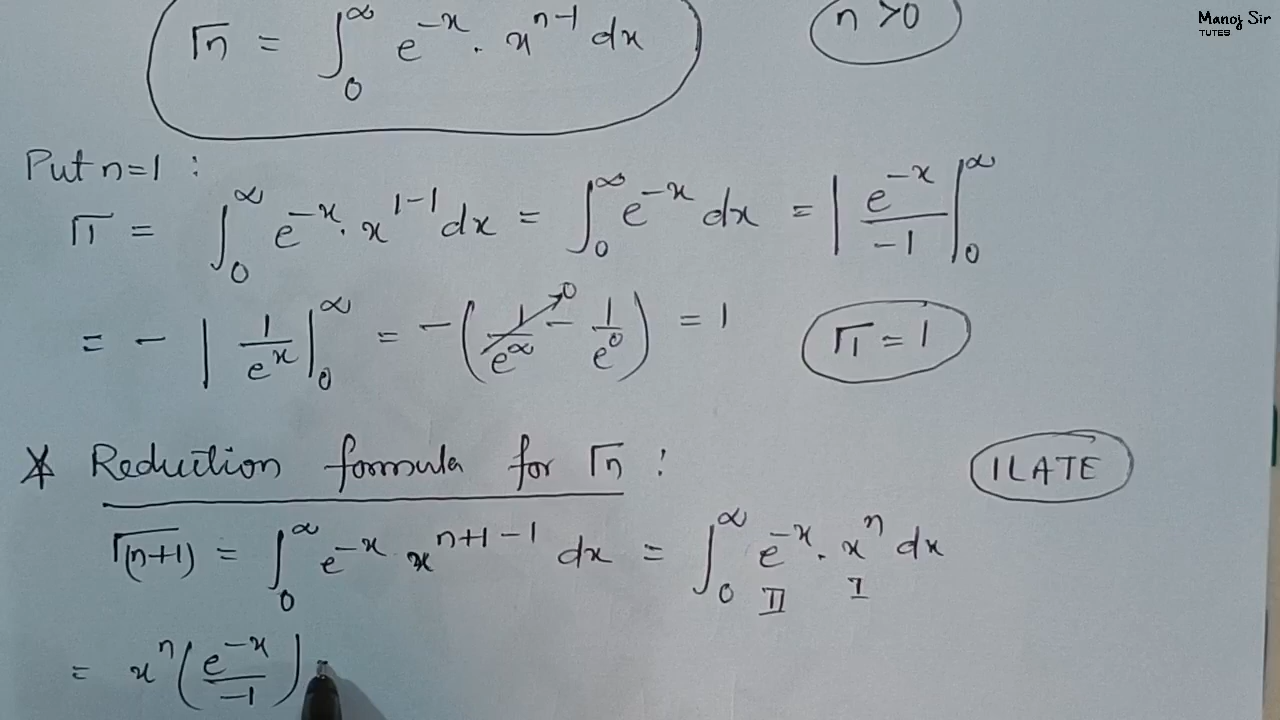 Γn = ∫₀^∞ e^{-x} . x^{n-1} dx n >0 Manoj Sir
TUTES
Put n=1 :
Γ1 = ∫₀^∞ e^{-x} . x^{1-1} dx = ∫₀^∞ e^{-x} dx = | e^{-x} / -1 |₀^∞
= - | 1 / e^x |₀^∞ = - ( 1 / e^∞ →0 - 1 / e^0 ) = 1 Γ1 = 1
* Reduction formula for Γn : ILATE
Γ(n+1) = ∫₀^∞ e^{-x} . x^{n+1-1} dx = ∫₀^∞ e^{-x} . x^n dx
II I
= x^n ( e^{-x} / -1 )